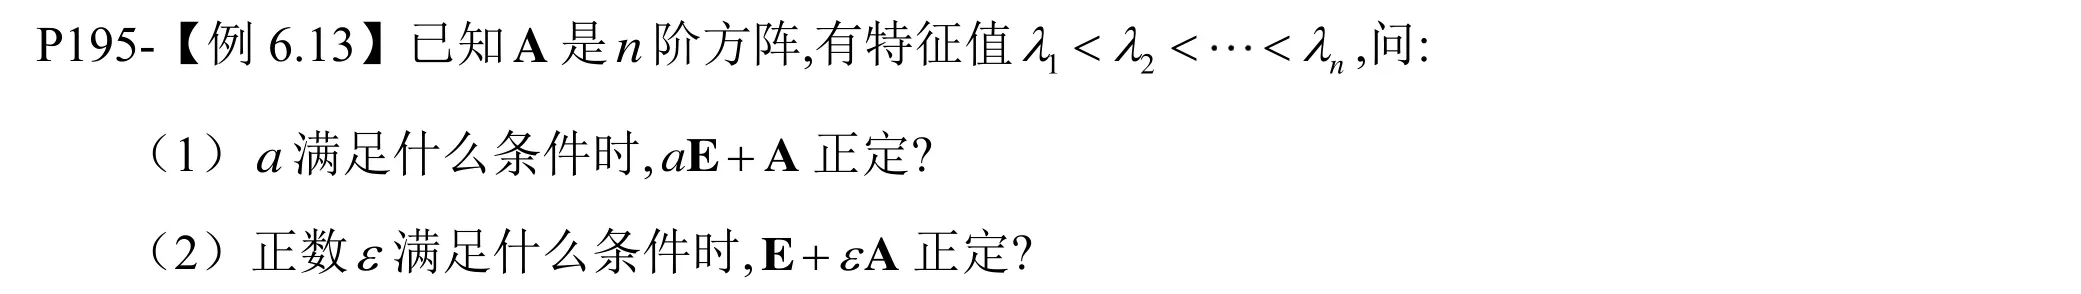 P195-【例 6.13】已知 A 是 n 阶方阵,有特征值 λ₁ < λ₂ < ⋯ < λₙ,问:
（1）a 满足什么条件时,aE + A 正定?
（2）正数 ε 满足什么条件时,E + εA 正定?